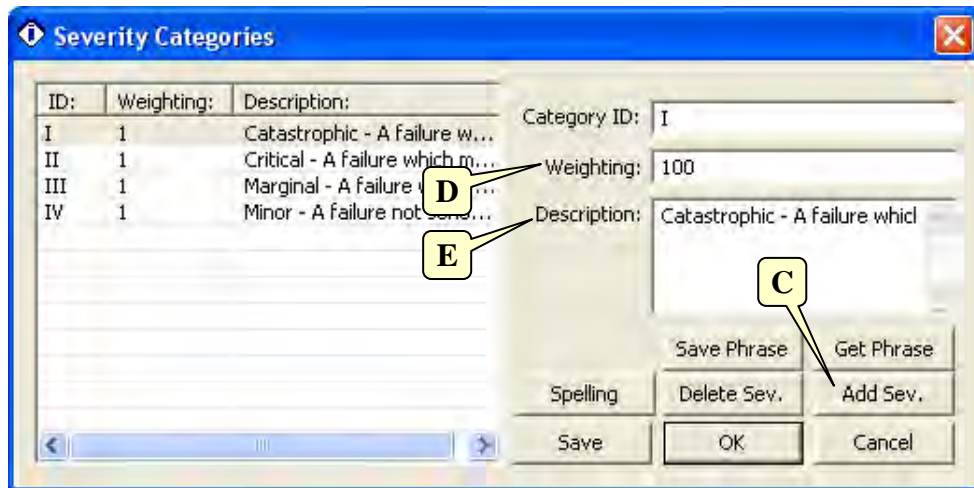 Severity Categories
ID: Weighting: Description:
I 1 Catastrophic - A failure w...
II 1 Critical - A failure which m...
III 1 Marginal - A failure
IV 1 Minor - A failure not
Category ID: I
Weighting: 100
Description: Catastrophic - A failure whicl
D
E
C
Save Phrase Get Phrase
Spelling Delete Sev. Add Sev.
Save OK Cancel